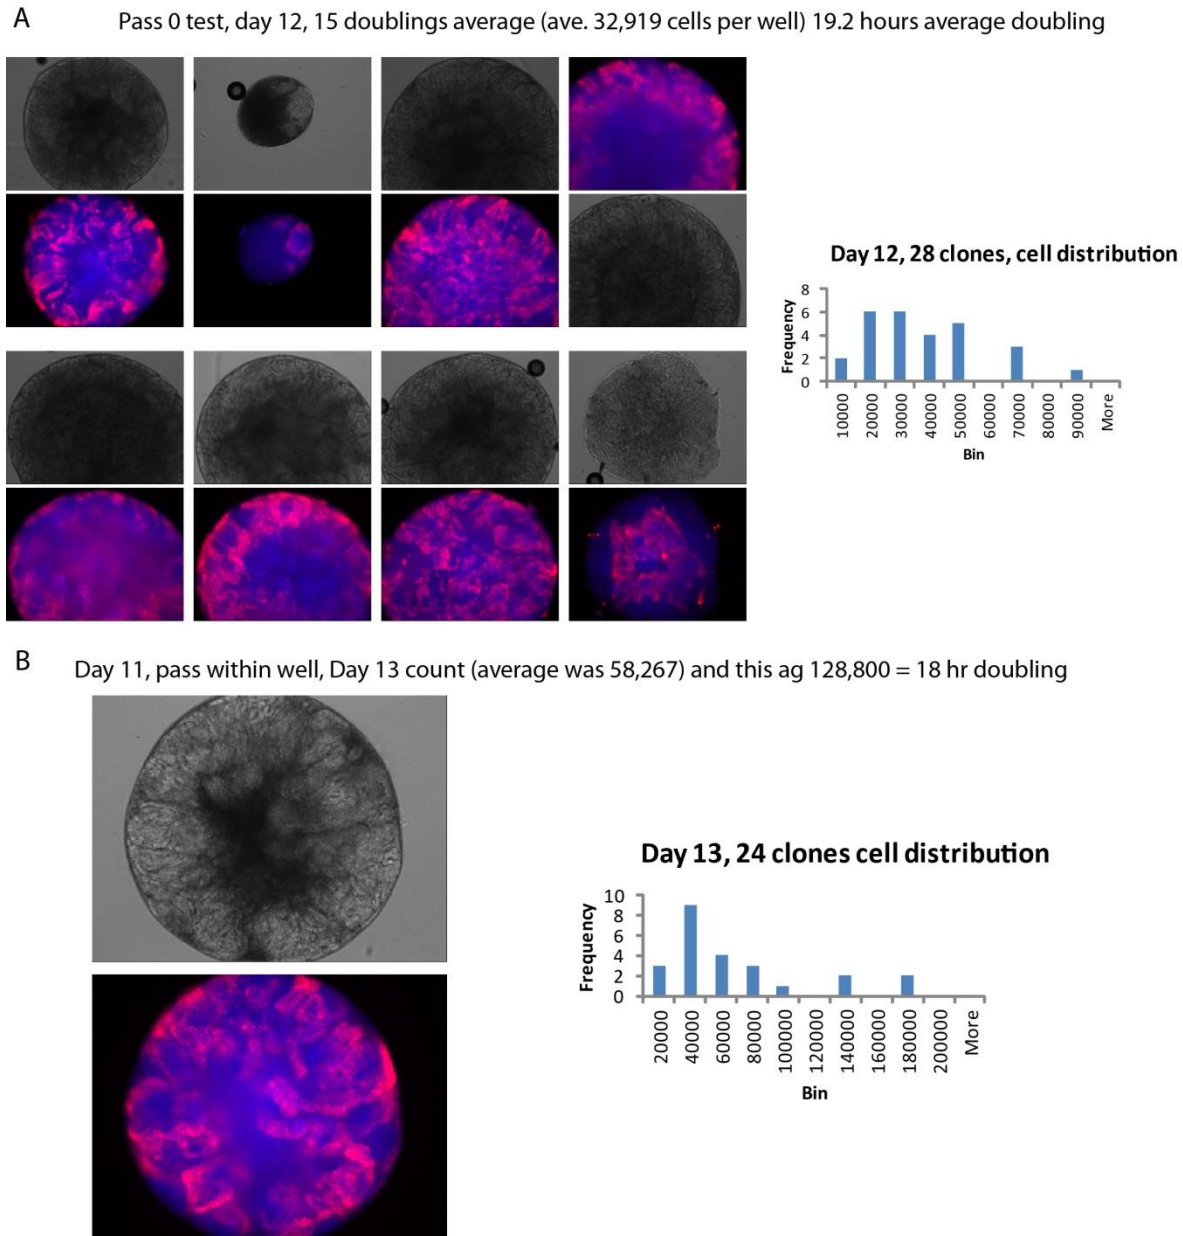 A
Pass 0 test, day 12, 15 doublings average (ave. 32,919 cells per well) 19.2 hours average doubling
Day 12, 28 clones, cell distribution
Frequency
8
6
4
2
0
10000
20000
30000
40000
50000
60000
70000
80000
90000
More
Bin
B
Day 11, pass within well, Day 13 count (average was 58,267) and this ag 128,800 = 18 hr doubling
Day 13, 24 clones cell distribution
Frequency
10
8
6
4
2
0
20000
40000
60000
80000
100000
120000
140000
160000
180000
200000
More
Bin